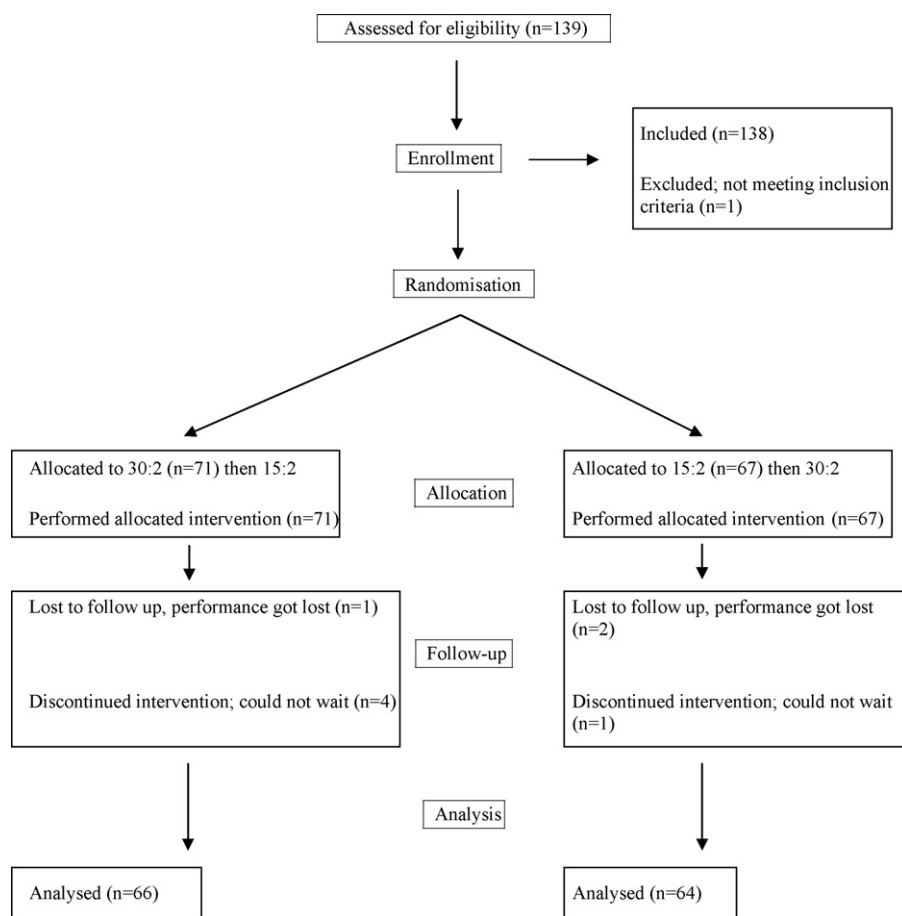 Assessed for eligibility (n=139)
Included (n=138)
Enrollment
Excluded; not meeting inclusion
criteria (n=1)
Randomisation
Allocated to 30:2 (n=71) then 15:2
Performed allocated intervention (n=71)
Allocation
Allocated to 15:2 (n=67) then 30:2
Performed allocated intervention (n=67)
Lost to follow up, performance got lost (n=1)
Discontinued intervention; could not wait (n=4)
Follow-up
Lost to follow up, performance got lost
(n=2)
Discontinued intervention; could not wait
(n=1)
Analysis
Analysed (n=66)
Analysed (n=64)